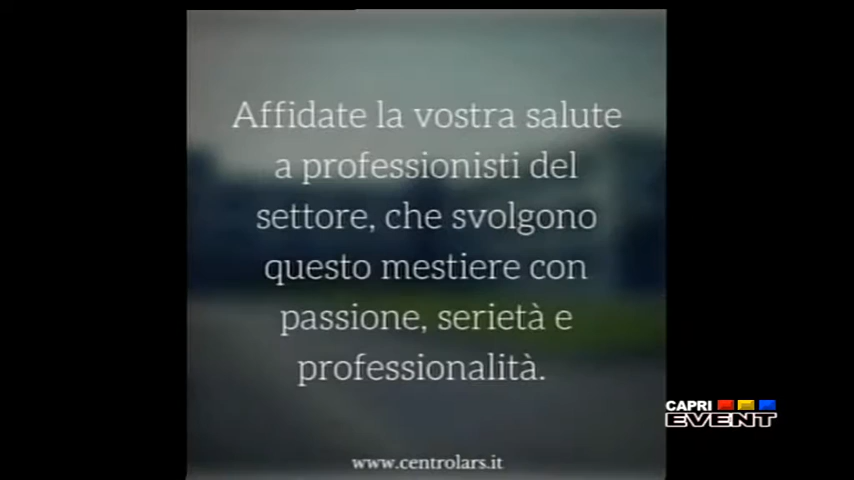 Affidate la vostra salute
a professionisti del
settore, che svolgono
questo mestiere con
passione, serietà e
professionalità.
CAPRI
EVENT
www.centrolars.it